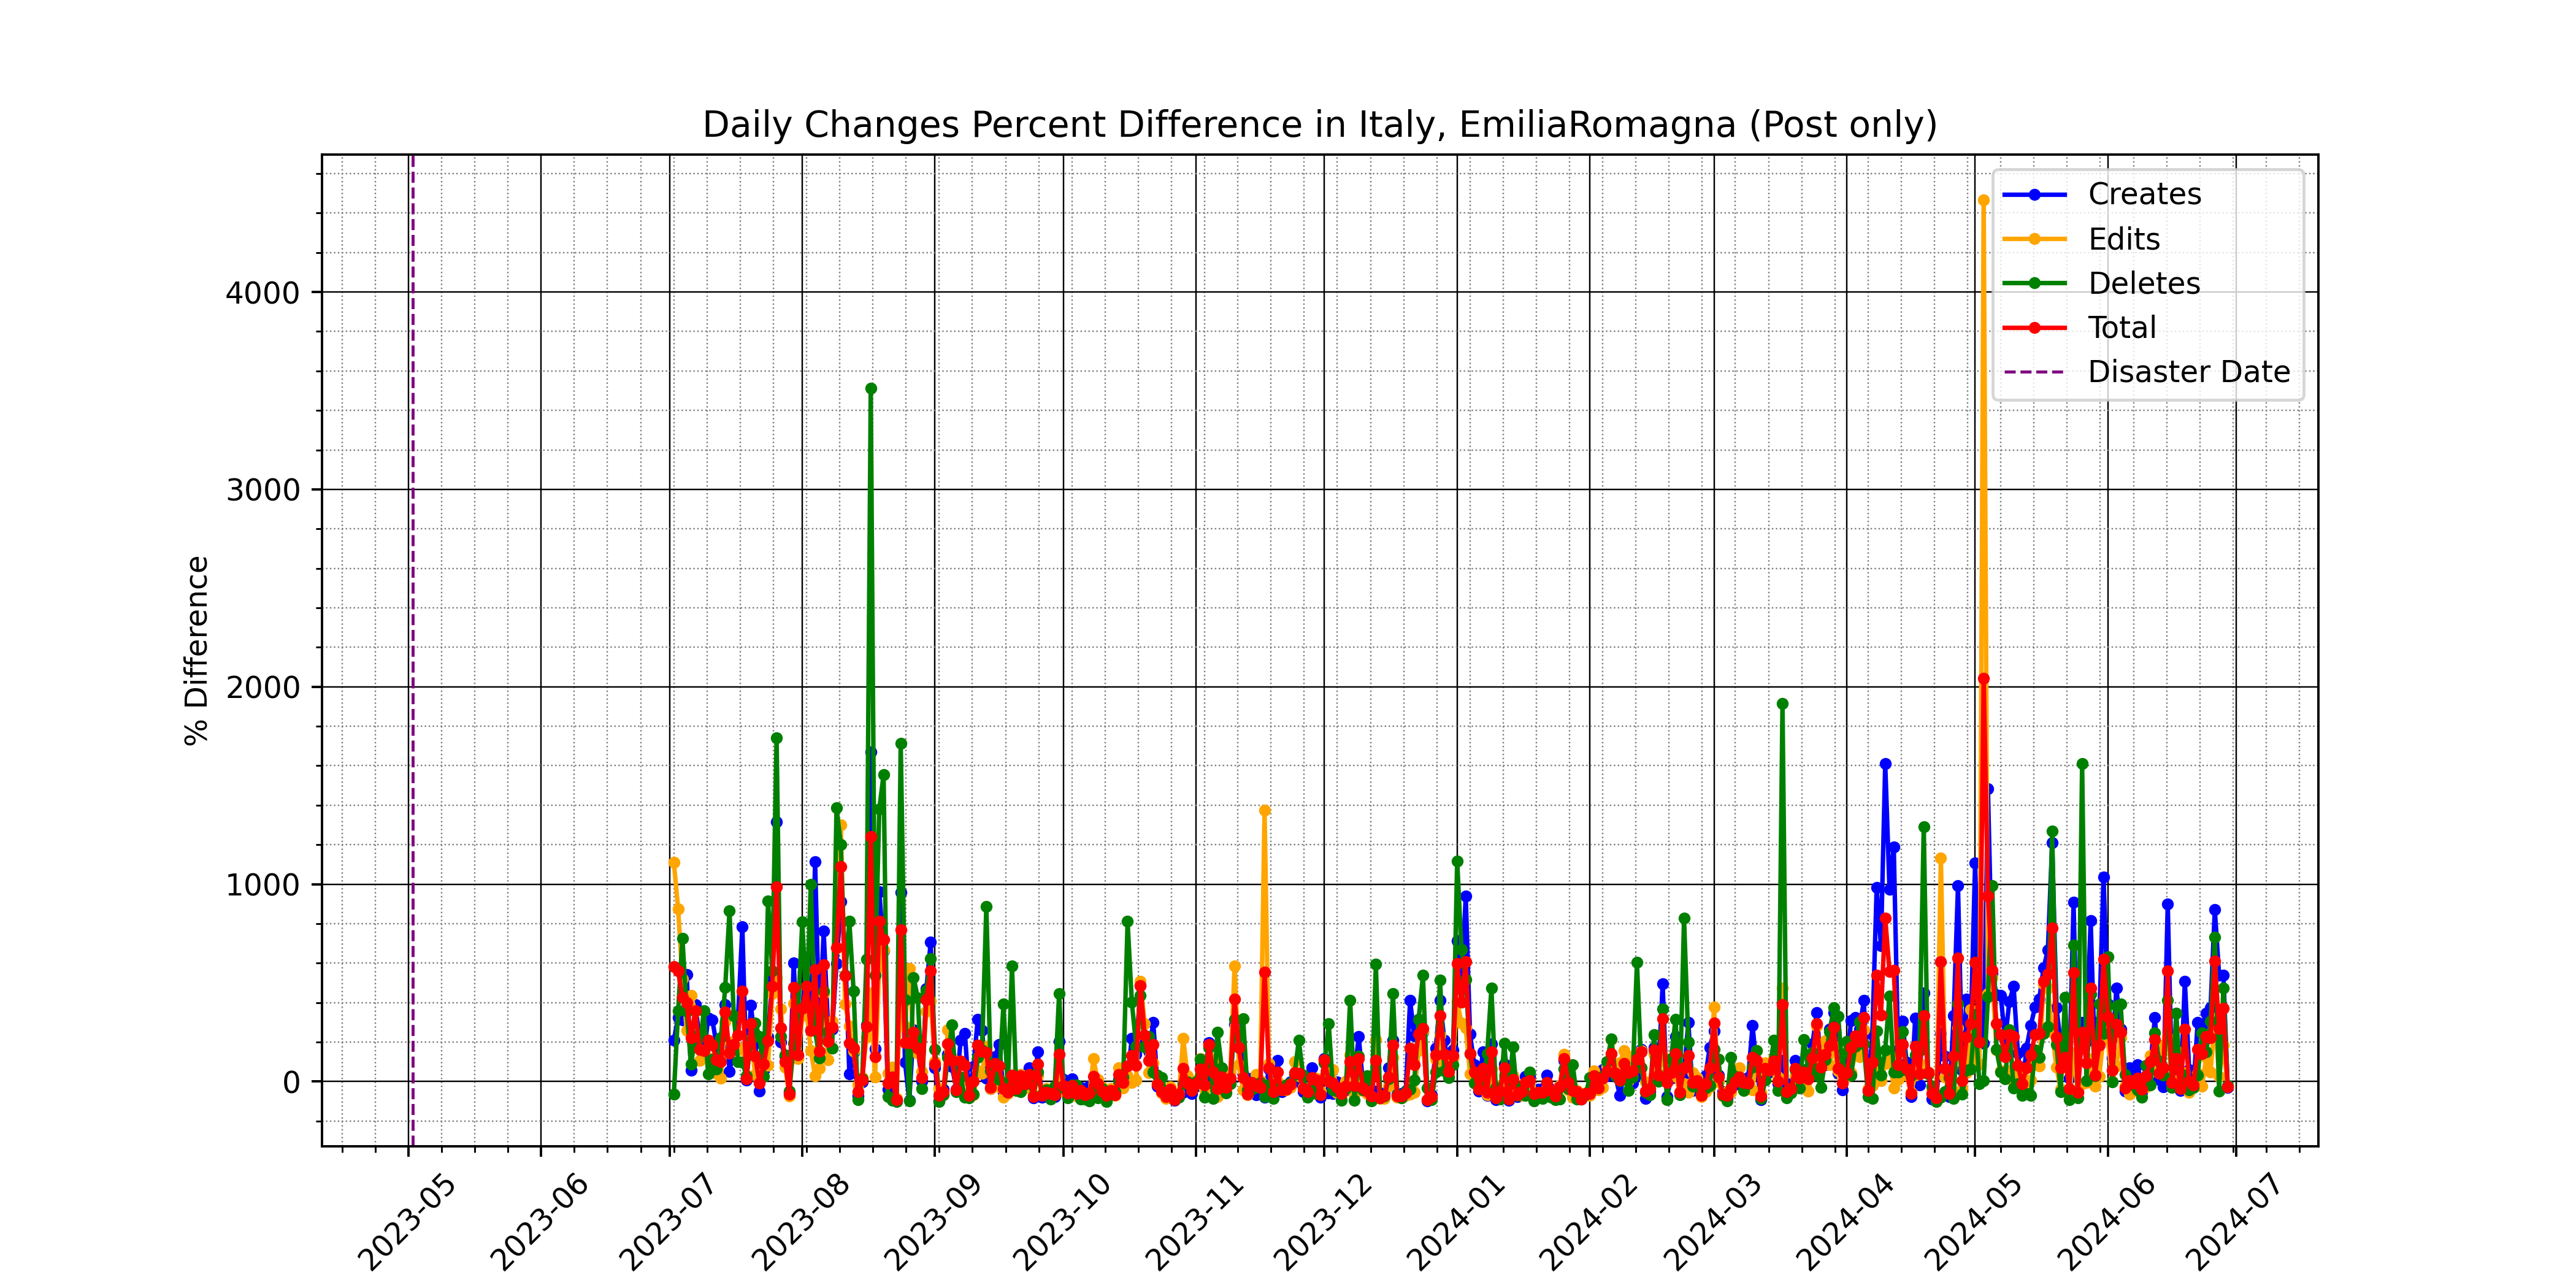 Daily Changes Percent Difference in Italy, EmiliaRomagna (Post only)
Creates
Edits
Deletes
Total
Disaster Date
% Difference
4000
3000
2000
1000
0
2023-05
2023-06
2023-07
2023-08
2023-09
2023-10
2023-11
2023-12
2024-01
2024-02
2024-03
2024-04
2024-05
2024-06
2024-07